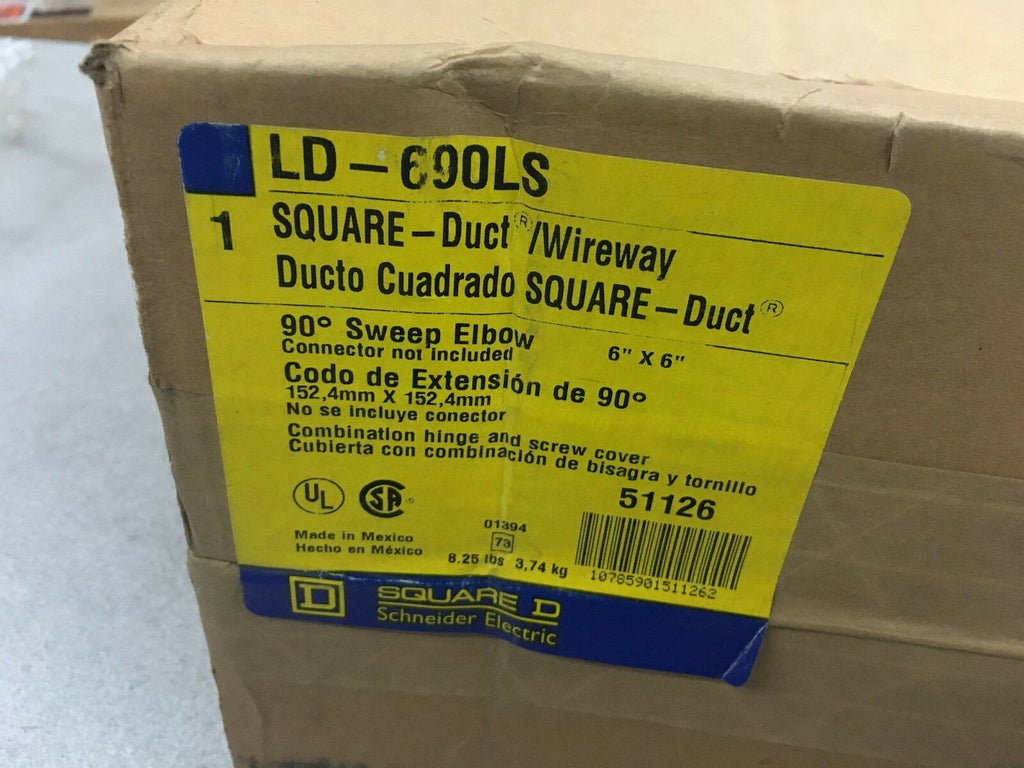 LD-690LS
1
SQUARE-Duct®/Wireway
Ducto Cuadrado SQUARE-Duct®
90° Sweep Elbow 6" X 6"
Connector not included
Codo de Extensión de 90°
152,4mm X 152,4mm
No se incluye conector
Combination hinge and screw cover
Cubierta con combinación de bisagra y tornillo
51126
UL SA ®
01394
Made in Mexico 73
Hecho en México 8.25 lbs 3,74 kg
10785901511262
D SQUARE D
Schneider Electric